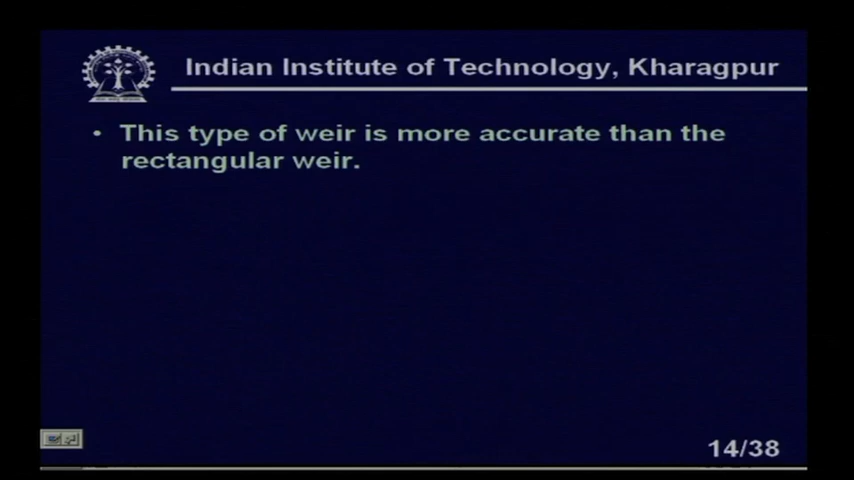 Indian Institute of Technology, Kharagpur
• This type of weir is more accurate than the
rectangular weir.
14/38